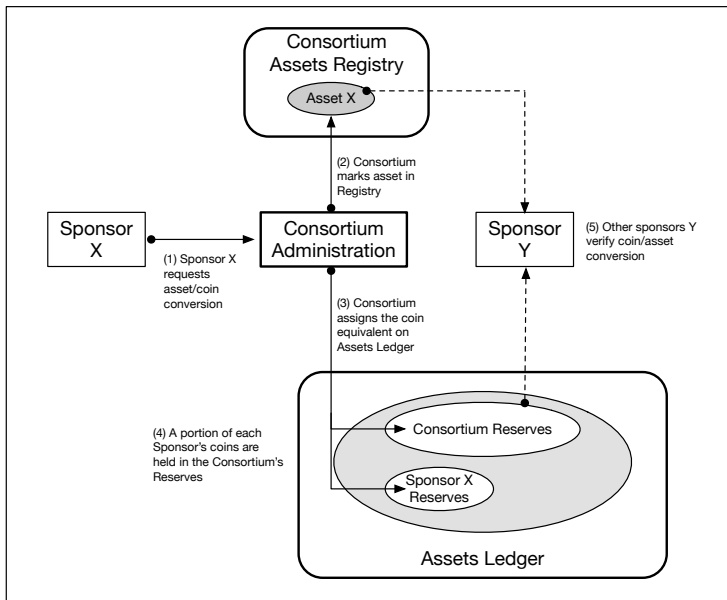 Consortium
Assets Registry
Asset X
(2) Consortium
marks asset in
Registry
Sponsor
X
Consortium
Administration
Sponsor
Y
(5) Other sponsors Y
verify coin/asset
conversion
(1) Sponsor X
requests
asset/coin
conversion
(3) Consortium
assigns the coin
equivalent on
Assets Ledger
(4) A portion of each
Sponsor's coins are
held in the Consortium's
Reserves
Consortium Reserves
Sponsor X
Reserves
Assets Ledger